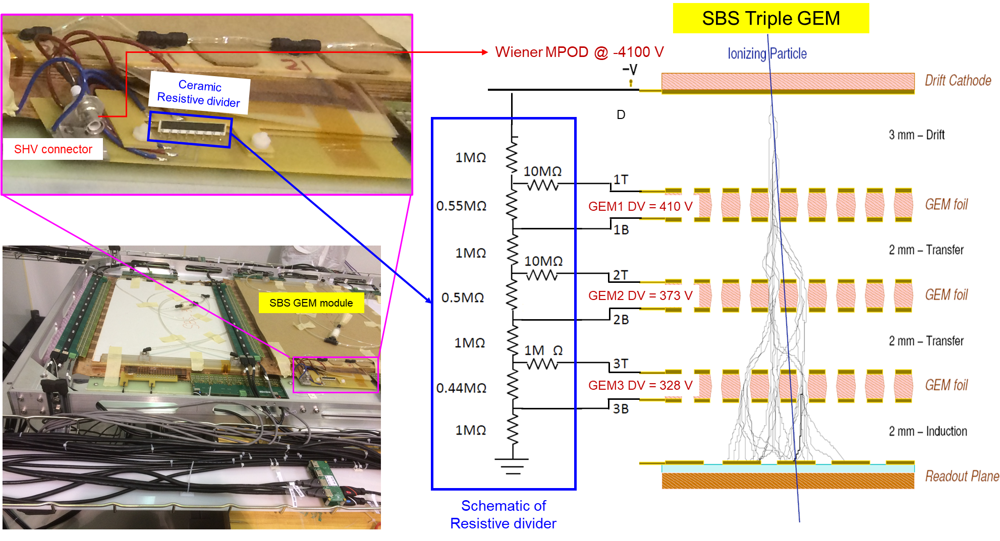 SBS Triple GEM
Wiener MPOD @ -4100 V
Ionizing Particle
–V
Drift Cathode
21
21
Ceramic
Resistive divider
SHV connector
D
3 mm – Drift
1MΩ
10MΩ
1T
0.55MΩ
GEM1 DV = 410 V
GEM foil
1B
1MΩ
2 mm – Transfer
10MΩ
2T
0.5MΩ
GEM2 DV = 373 V
GEM foil
SBS GEM module
2B
1MΩ
2 mm – Transfer
1M Ω
3T
0.44MΩ
GEM3 DV = 328 V
GEM foil
3B
1MΩ
2 mm – Induction
Readout Plane
Schematic of
Resistive divider